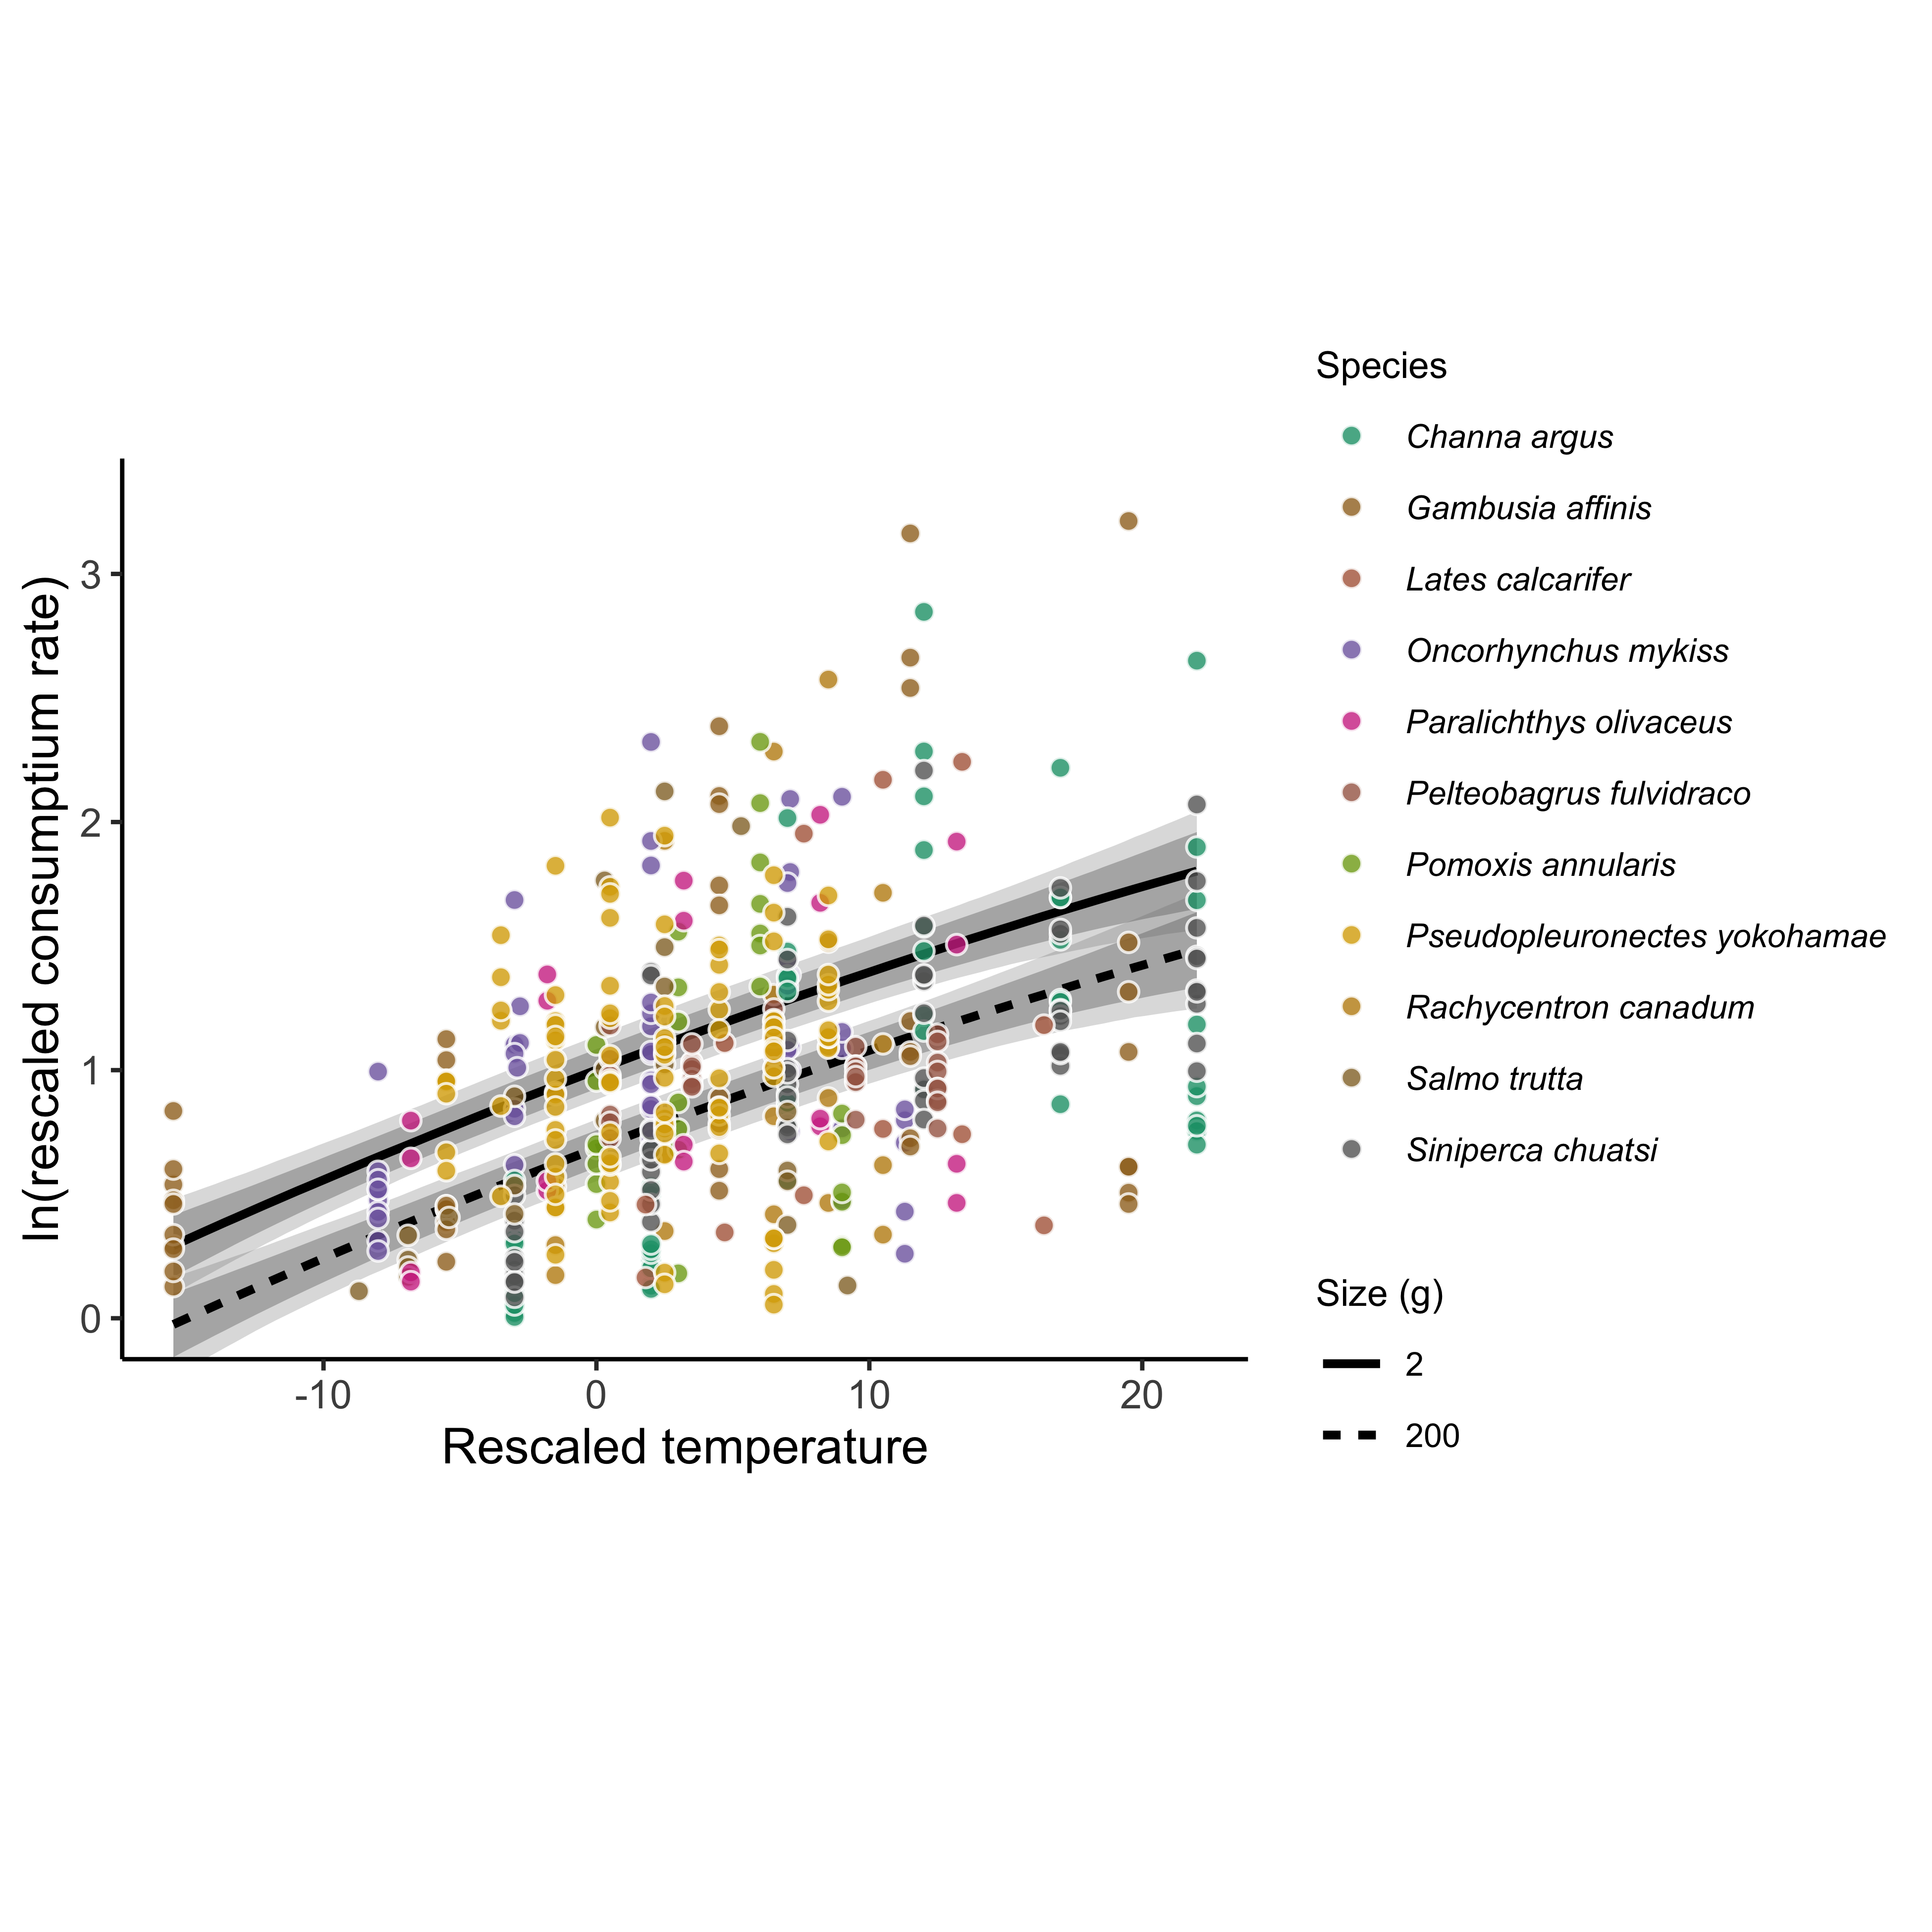 Species
Channa argus
Gambusia affinis
Lates calcarifer
Oncorhynchus mykiss
Paralichthys olivaceus
Pelteobagrus fulvidraco
Pomoxis annularis
Pseudopleuronectes yokohamae
Rachycentron canadum
Salmo trutta
Siniperca chuatsi
Size (g)
2
200
ln(rescaled consumptium rate)
3
2
1
0
-10 0 10 20
Rescaled temperature